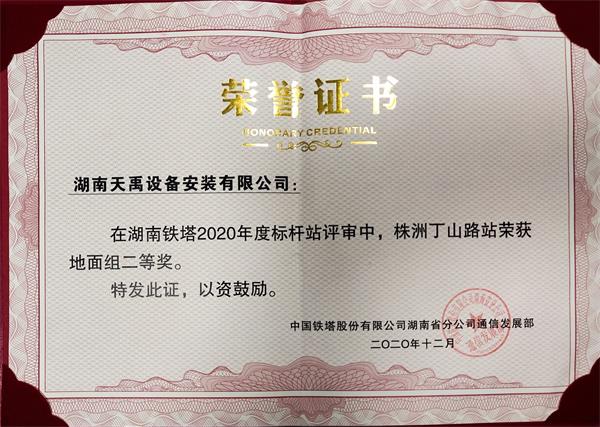 荣誉证书
HONORARY CREDENTIAL
湖南天禹设备安装有限公司：
在湖南铁塔2020年度标杆站评审中，株洲丁山路站荣获
地面组二等奖。
特发此证，以资鼓励。
中国铁塔股份有限公司湖南省分公司通信发展部
二〇二〇年十二月